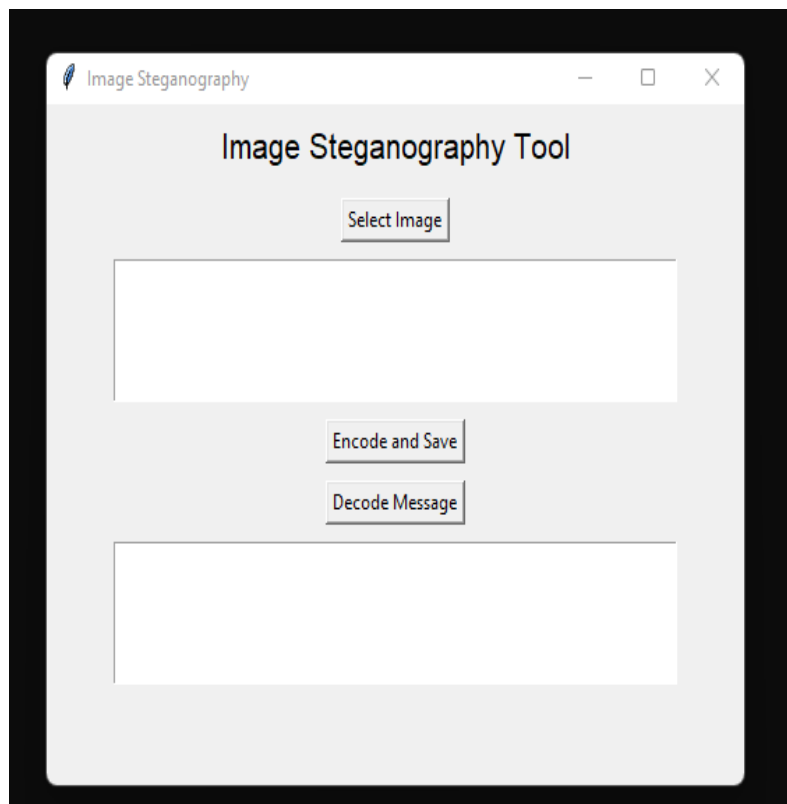 Image Steganography
Image Steganography Tool
Select Image
Encode and Save
Decode Message